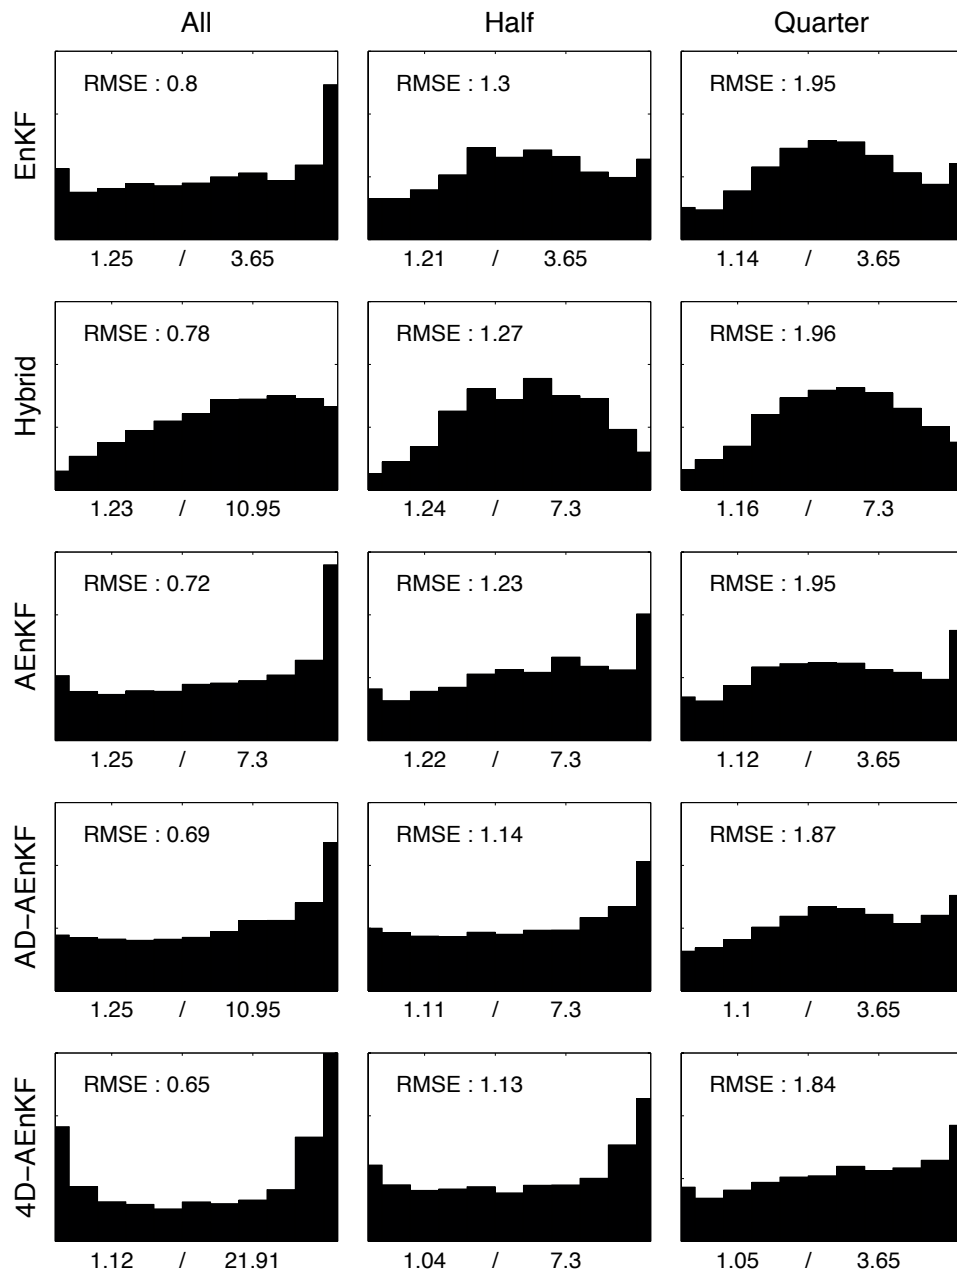 All Half Quarter
EnKF
RMSE : 0.8 RMSE : 1.3 RMSE : 1.95
1.25 / 3.65 1.21 / 3.65 1.14 / 3.65
Hybrid
RMSE : 0.78 RMSE : 1.27 RMSE : 1.96
1.23 / 10.95 1.24 / 7.3 1.16 / 7.3
AEnKF
RMSE : 0.72 RMSE : 1.23 RMSE : 1.95
1.25 / 7.3 1.22 / 7.3 1.12 / 3.65
AD−AEnKF
RMSE : 0.69 RMSE : 1.14 RMSE : 1.87
1.25 / 10.95 1.11 / 7.3 1.1 / 3.65
4D−AEnKF
RMSE : 0.65 RMSE : 1.13 RMSE : 1.84
1.12 / 21.91 1.04 / 7.3 1.05 / 3.65